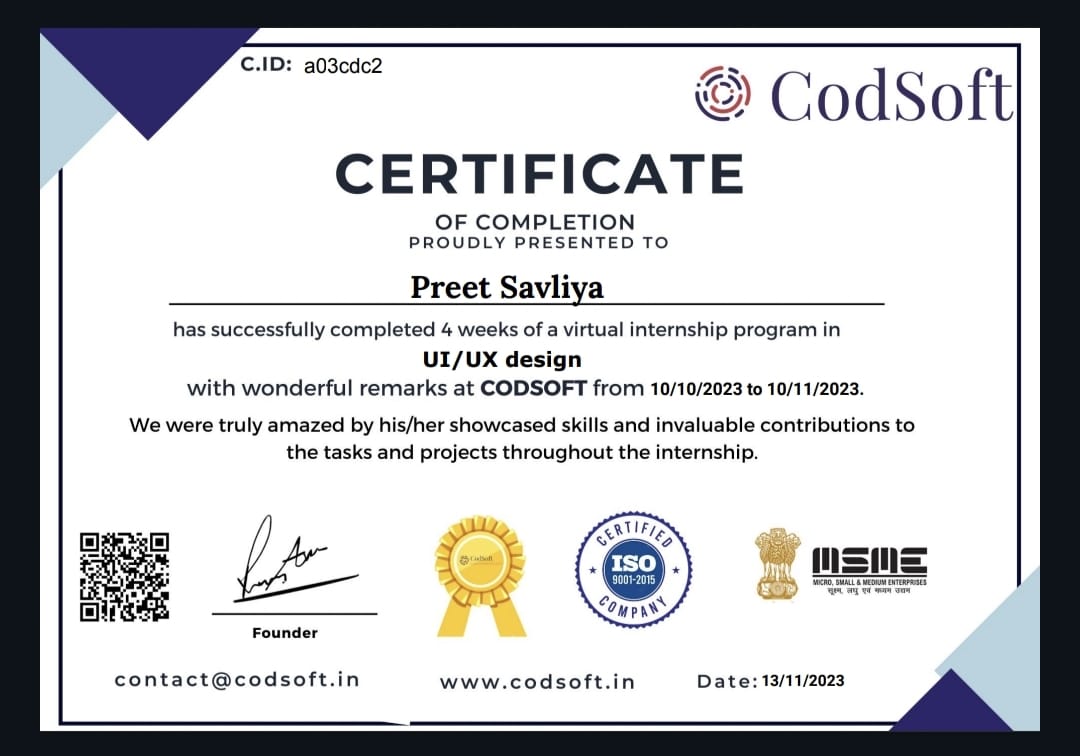 C.ID: a03cdc2
CodSoft
CERTIFICATE
OF COMPLETION
PROUDLY PRESENTED TO
Preet Savliya
has successfully completed 4 weeks of a virtual internship program in
UI/UX design
with wonderful remarks at CODSOFT from 10/10/2023 to 10/11/2023.
We were truly amazed by his/her showcased skills and invaluable contributions to
the tasks and projects throughout the internship.
Founder
CodSoft
CERTIFIED
ISO
9001-2015
COMPANY
MSME
MICRO, SMALL & MEDIUM ENTERPRISES
सूक्ष्म, लघु एवं मध्यम उद्यम
contact@codsoft.in
www.codsoft.in
Date: 13/11/2023